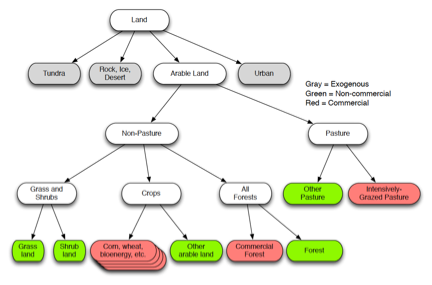 Land
Tundra
Rock, Ice,
Desert
Arable Land
Urban
Gray = Exogenous
Green = Non-commercial
Red = Commercial
Non-Pasture
Pasture
Grass and
Shrubs
Crops
All
Forests
Other
Pasture
Intensively-
Grazed Pasture
Grass
land
Shrub
land
Corn, wheat,
bioenergy, etc.
Other
arable land
Commercial
Forest
Forest